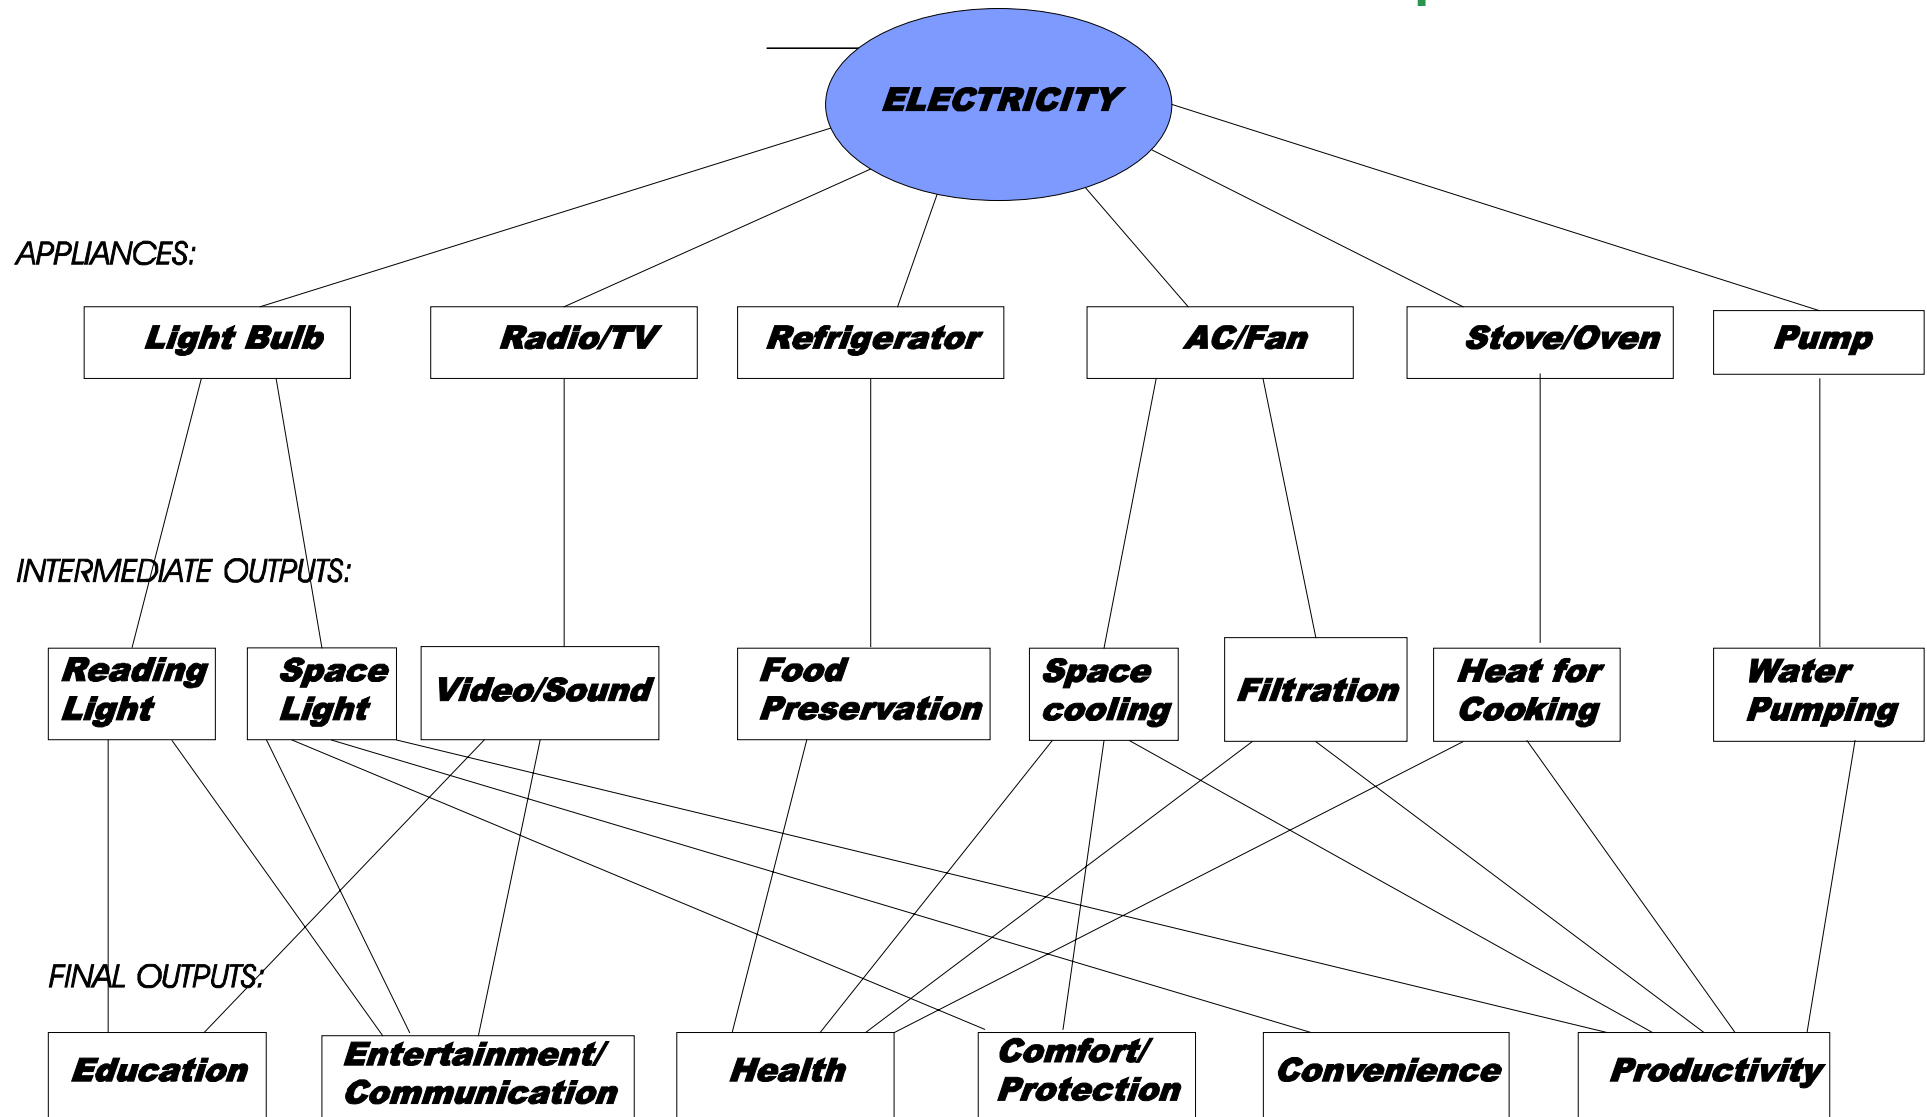 ELECTRICITY
APPLIANCES:
Light Bulb
Radio/TV
Refrigerator
AC/Fan
Stove/Oven
Pump
INTERMEDIATE OUTPUTS:
Reading
Light
Space
Light
Video/Sound
Food
Preservation
Space
cooling
Filtration
Heat for
Cooking
Water
Pumping
FINAL OUTPUTS:
Education
Entertainment/
Communication
Health
Comfort/
Protection
Convenience
Productivity